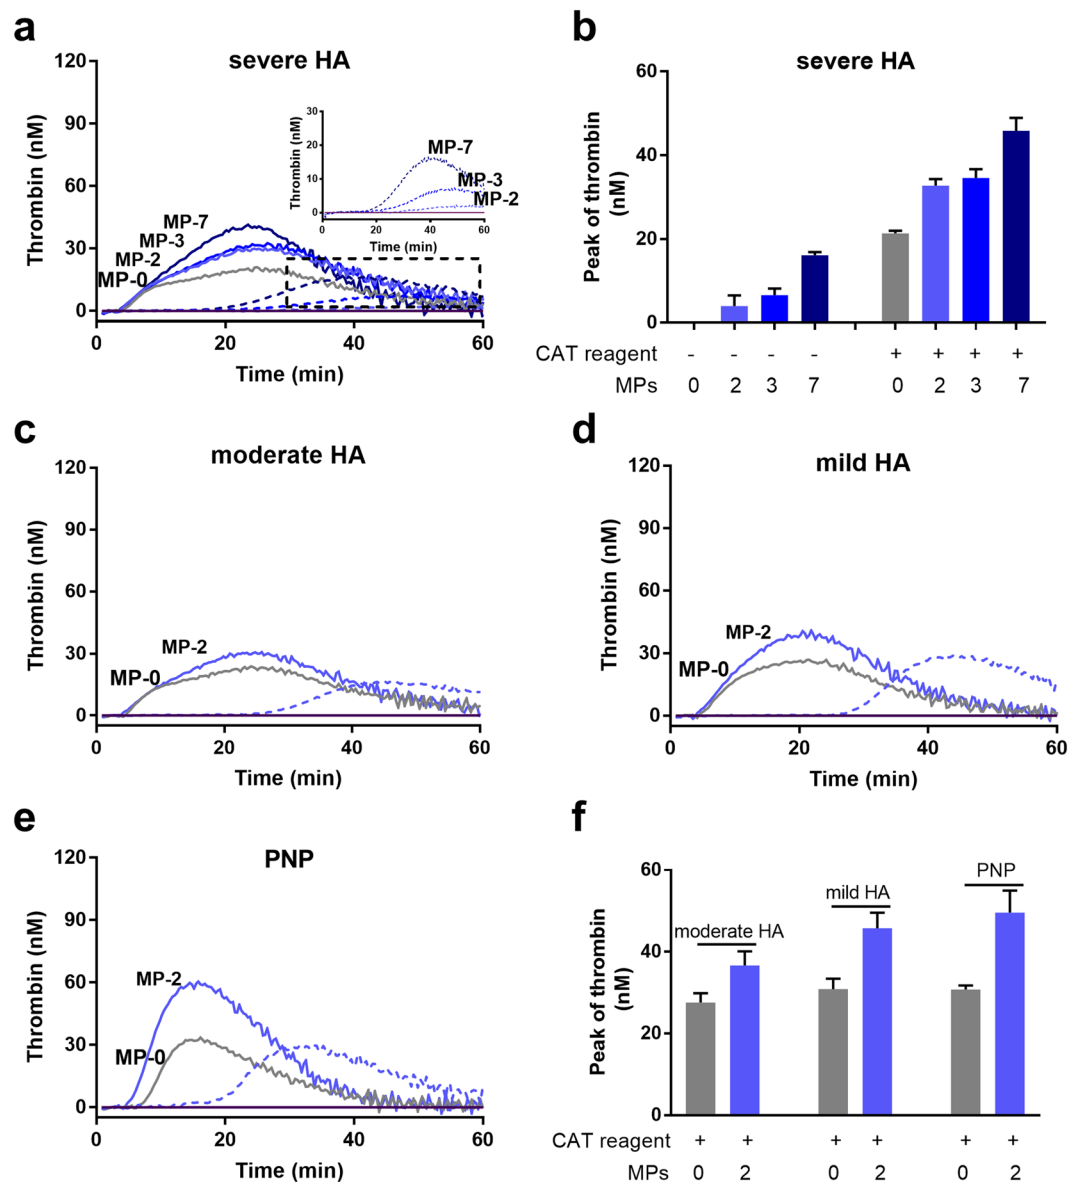 a
severe HA
120
90
60
30
0
Thrombin (nM)
MP-7
MP-3
MP-2
MP-0
0 20 40 60
Time (min)
30
20
10
0
Thrombin (nM)
MP-7
MP-3
MP-2
0 20 40 60
Time (min)
b
severe HA
60
40
20
0
Peak of thrombin
(nM)
CAT reagent - - - - + + + +
MPs 0 2 3 7 0 2 3 7
c
moderate HA
120
90
60
30
0
Thrombin (nM)
MP-2
MP-0
0 20 40 60
Time (min)
d
mild HA
120
90
60
30
0
Thrombin (nM)
MP-2
MP-0
0 20 40 60
Time (min)
e
PNP
120
90
60
30
0
Thrombin (nM)
MP-2
MP-0
0 20 40 60
Time (min)
f
60
40
20
0
Peak of thrombin
(nM)
moderate HA
mild HA
PNP
CAT reagent + + + + + +
MPs 0 2 0 2 0 2